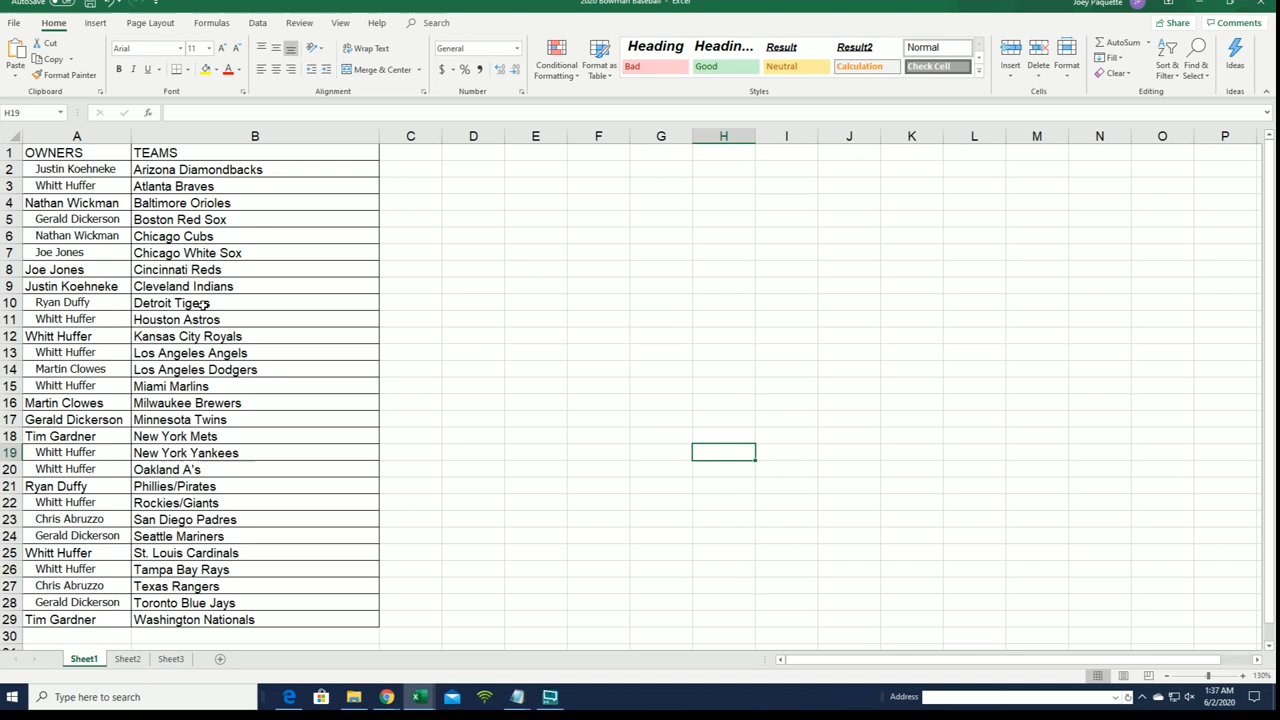 AutoSave Off 2020 Bowman Baseball - Excel Joey Paquette JP
File Home Insert Page Layout Formulas Data Review View Help Search Share Comments
Paste Cut Copy Format Painter Clipboard
Arial 11 A A B I U A Font
Wrap Text Merge & Center Alignment
General $ % , Number
Conditional Formatting Format as Table
Heading Headin... Result Result2 Normal
Bad Good Neutral Calculation Check Cell
Styles
Insert Delete Format Cells
AutoSum Fill Clear Sort & Filter Find & Select Editing
Ideas Ideas
H19 fx
A B C D E F G H I J K L M N O P
1 OWNERS TEAMS
2 Justin Koehneke Arizona Diamondbacks
3 Whitt Huffer Atlanta Braves
4 Nathan Wickman Baltimore Orioles
5 Gerald Dickerson Boston Red Sox
6 Nathan Wickman Chicago Cubs
7 Joe Jones Chicago White Sox
8 Joe Jones Cincinnati Reds
9 Justin Koehneke Cleveland Indians
10 Ryan Duffy Detroit Tigers
11 Whitt Huffer Houston Astros
12 Whitt Huffer Kansas City Royals
13 Whitt Huffer Los Angeles Angels
14 Martin Clowes Los Angeles Dodgers
15 Whitt Huffer Miami Marlins
16 Martin Clowes Milwaukee Brewers
17 Gerald Dickerson Minnesota Twins
18 Tim Gardner New York Mets
19 Whitt Huffer New York Yankees
20 Whitt Huffer Oakland A's
21 Ryan Duffy Phillies/Pirates
22 Whitt Huffer Rockies/Giants
23 Chris Abruzzo San Diego Padres
24 Gerald Dickerson Seattle Mariners
25 Whitt Huffer St. Louis Cardinals
26 Whitt Huffer Tampa Bay Rays
27 Chris Abruzzo Texas Rangers
28 Gerald Dickerson Toronto Blue Jays
29 Tim Gardner Washington Nationals
30
Sheet1 Sheet2 Sheet3
130%
Type here to search Address 1:37 AM
6/2/2020